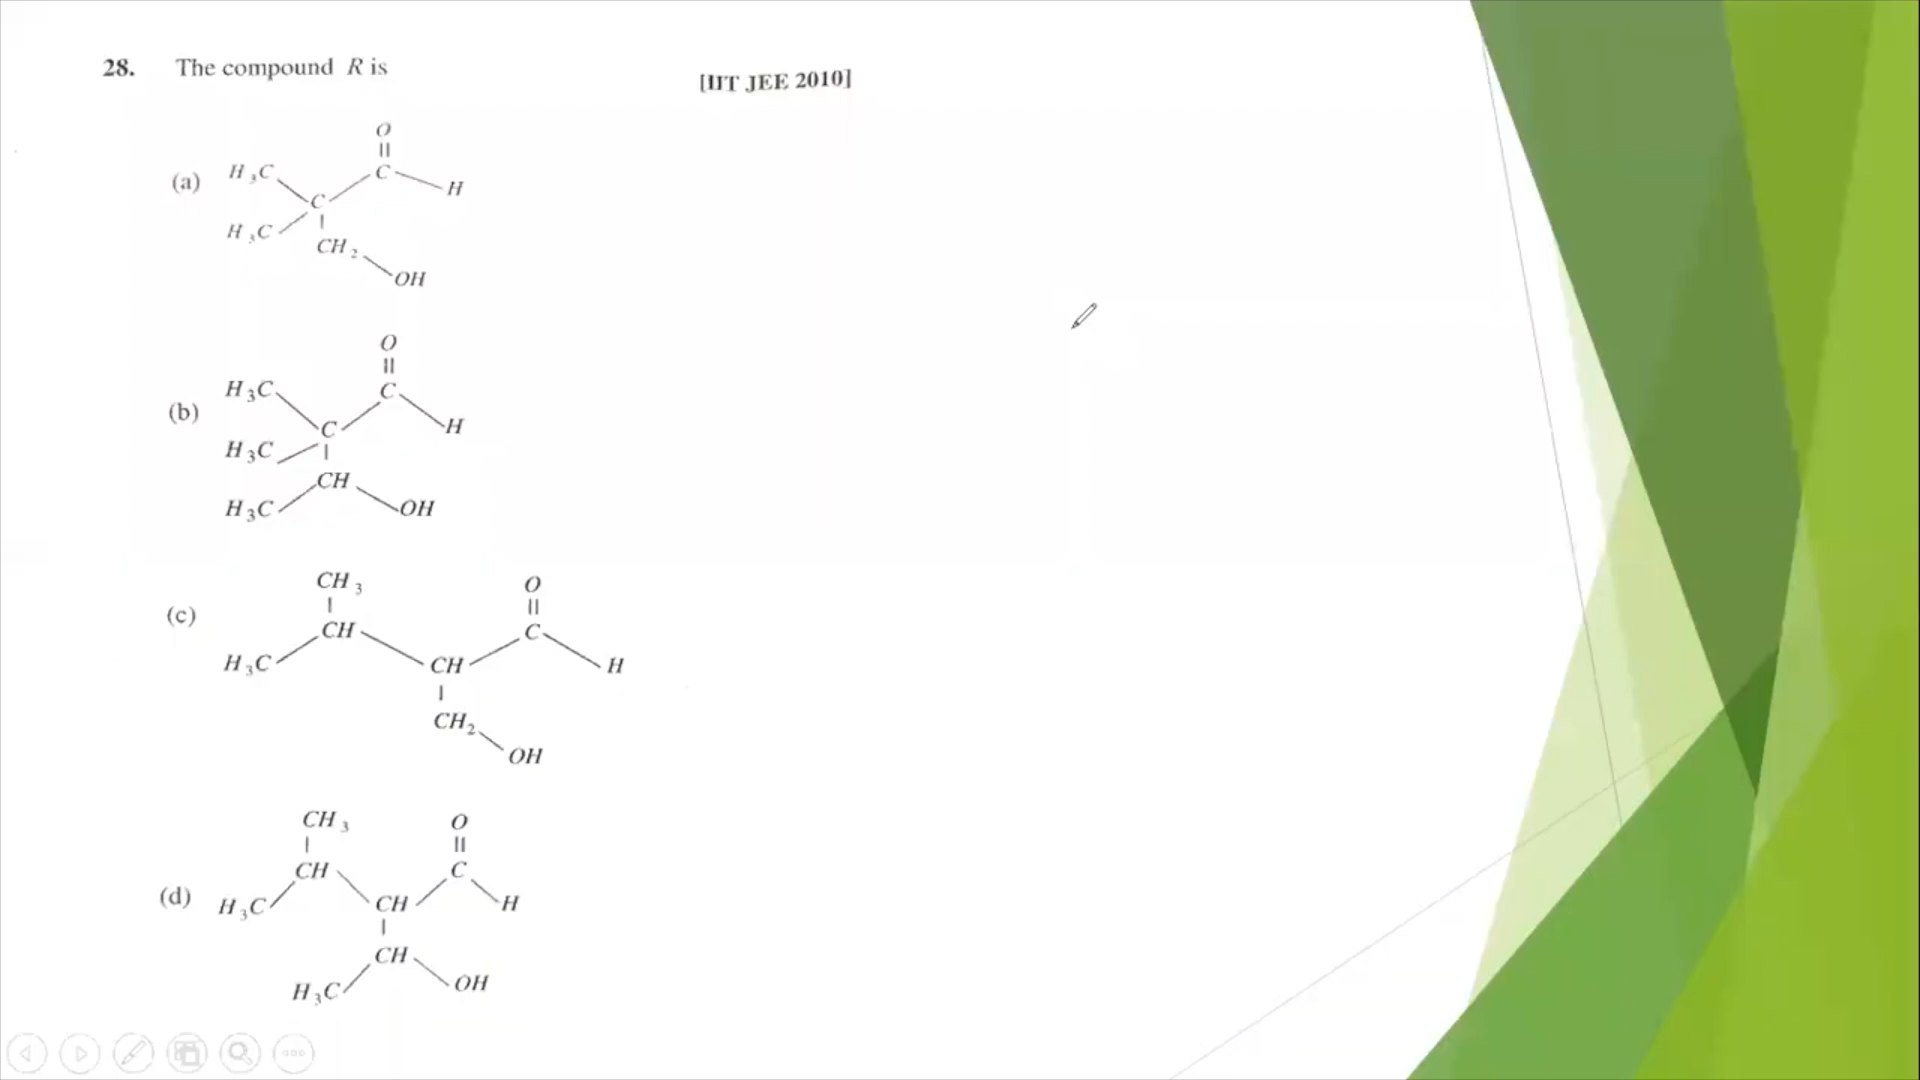 28. The compound R is
[IIT JEE 2010]
(a)
O
H3C C H
C
H3C
CH2
OH
(b)
O
H3C C
C H
H3C
CH
H3C OH
(c)
CH3 O
CH C
H3C CH H
CH2
OH
(d)
CH3 O
CH C
H3C CH H
CH
H3C OH